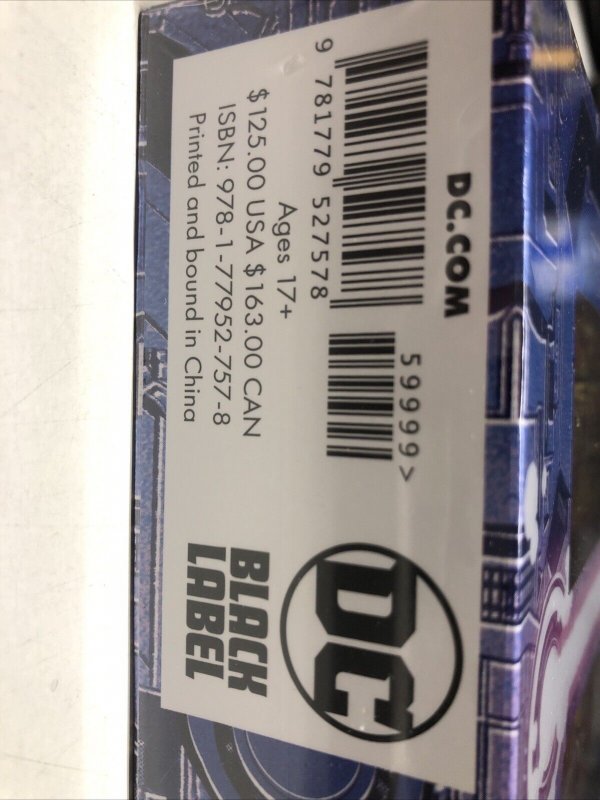 DC.COM
59999>
9 781779 527578
Ages 17+
$125.00 USA $163.00 CAN
ISBN: 978-1-77952-757-8
Printed and bound in China
DC
BLACK
LABEL